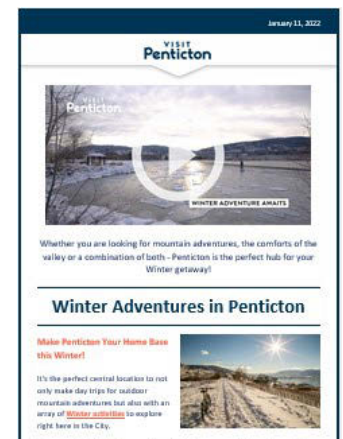 January 11, 2022
VISIT
Penticton
VISIT
Penticton
WINTER ADVENTURE AWAITS
Whether you are looking for mountain adventures, the comforts of the
valley or a combination of both - Penticton is the perfect hub for your
Winter getaway!
Winter Adventures in Penticton
Make Penticton Your Home Base
this Winter!
It's the perfect central location to not
only make day trips for outdoor
mountain adventures but also with an
array of Winter activities to explore
right here in the City.